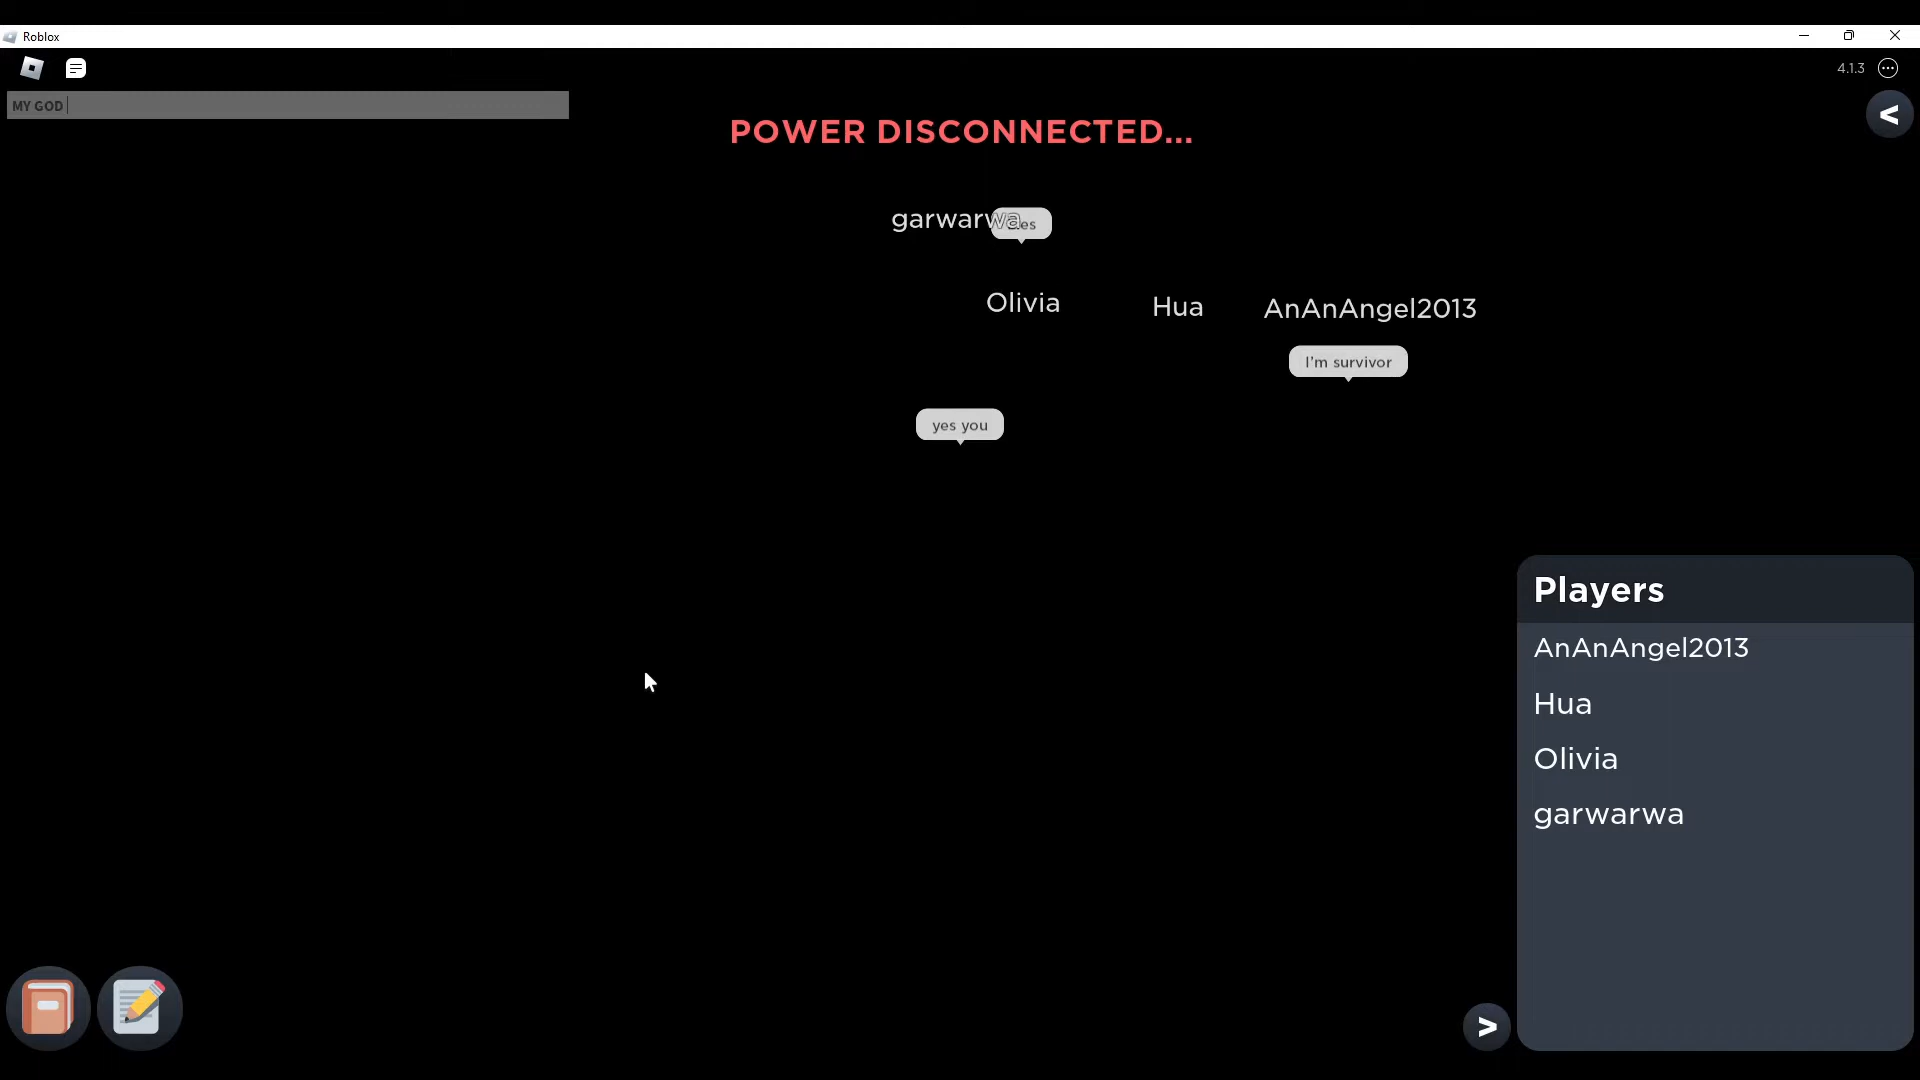 Roblox
4.1.3
MY GOD
<
POWER DISCONNECTED...
garwarwa
Olivia
Hua
AnAnAngel2013
I'm survivor
yes you
Players
AnAnAngel2013
Hua
Olivia
garwarwa
>